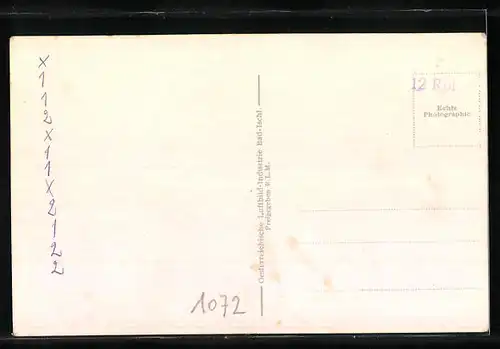 X
1
1
2
X
1
1
X
2
1
2
2
Oesterreichische Luftbild-Industrie Bad-Ischl.
Freigegeben P.L.M.
12
Echte
Photographie
1072